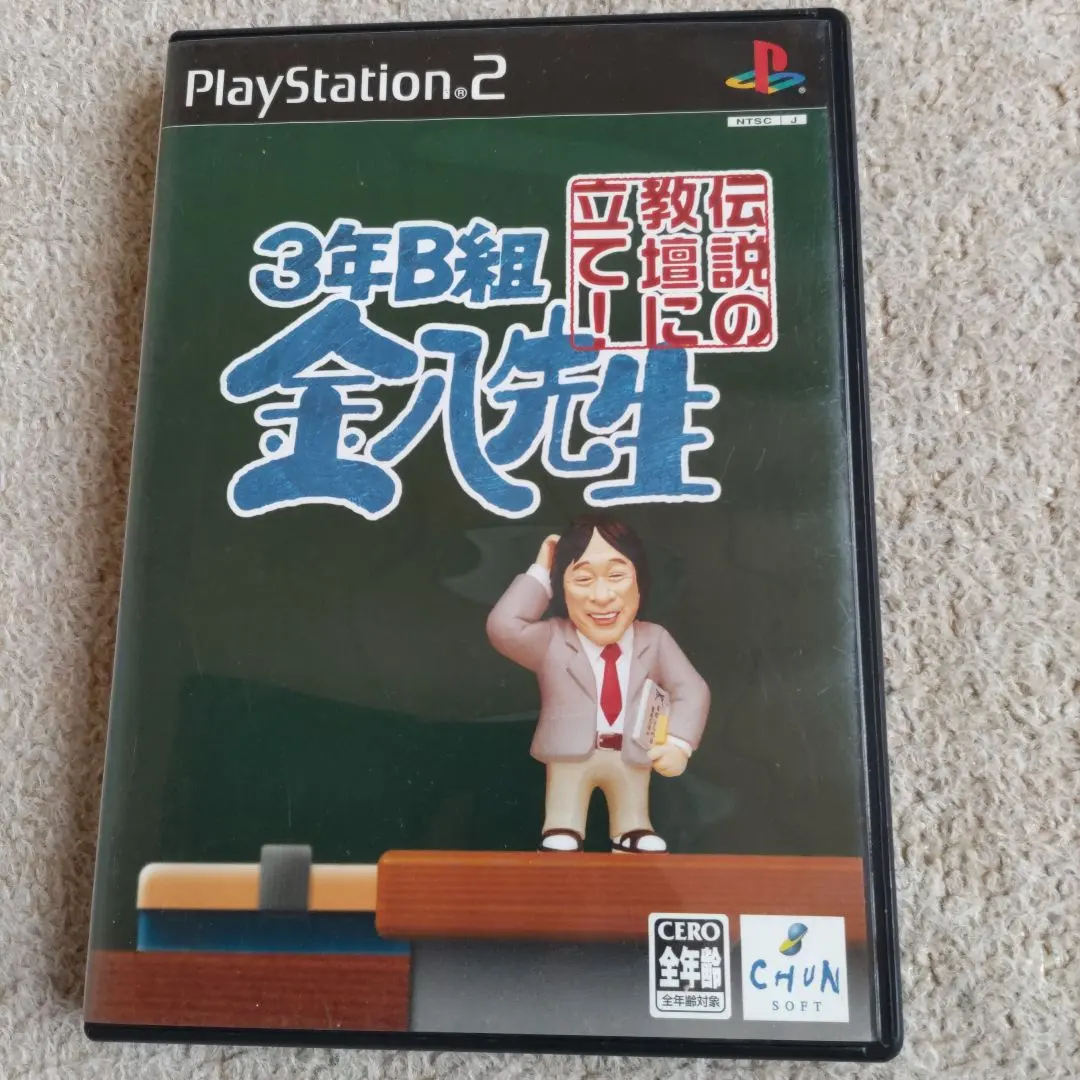 PlayStation®2
NTSC J
3年B組
金八先生
伝説の
教壇に
立て!
CERO
全年齢
全年齢対象
CHUN
SOFT